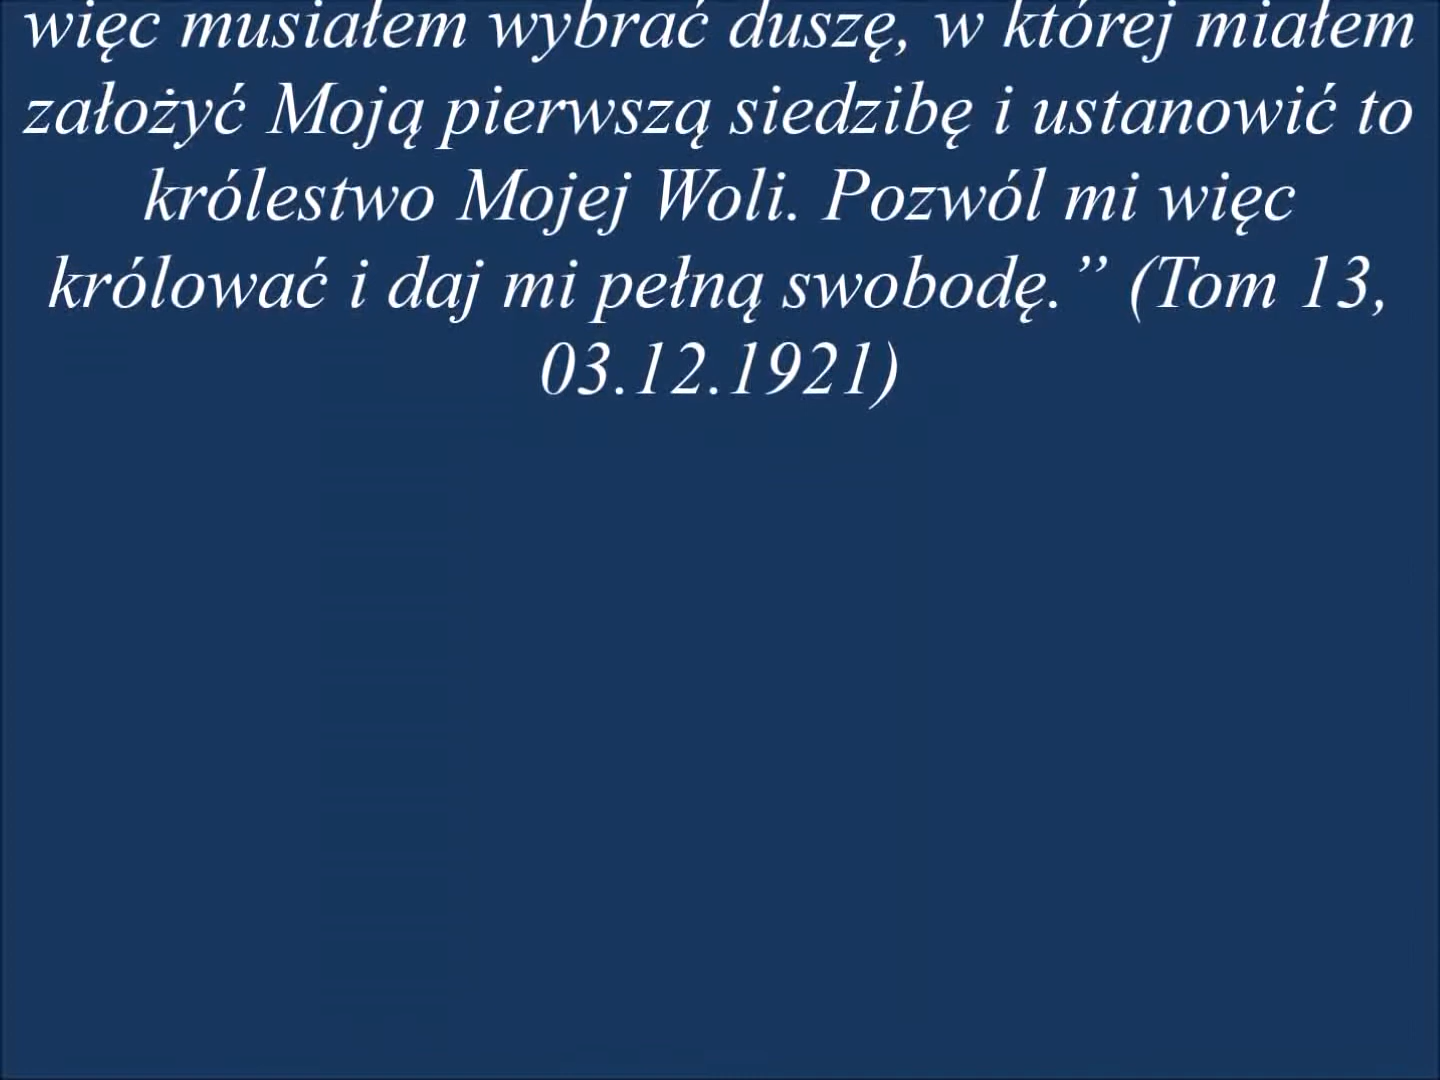 więc musiałem wybrać duszę, w której miałem
założyć Moją pierwszą siedzibę i ustanowić to
królestwo Mojej Woli. Pozwól mi więc
królować i daj mi pełną swobodę.” (Tom 13,
03.12.1921)